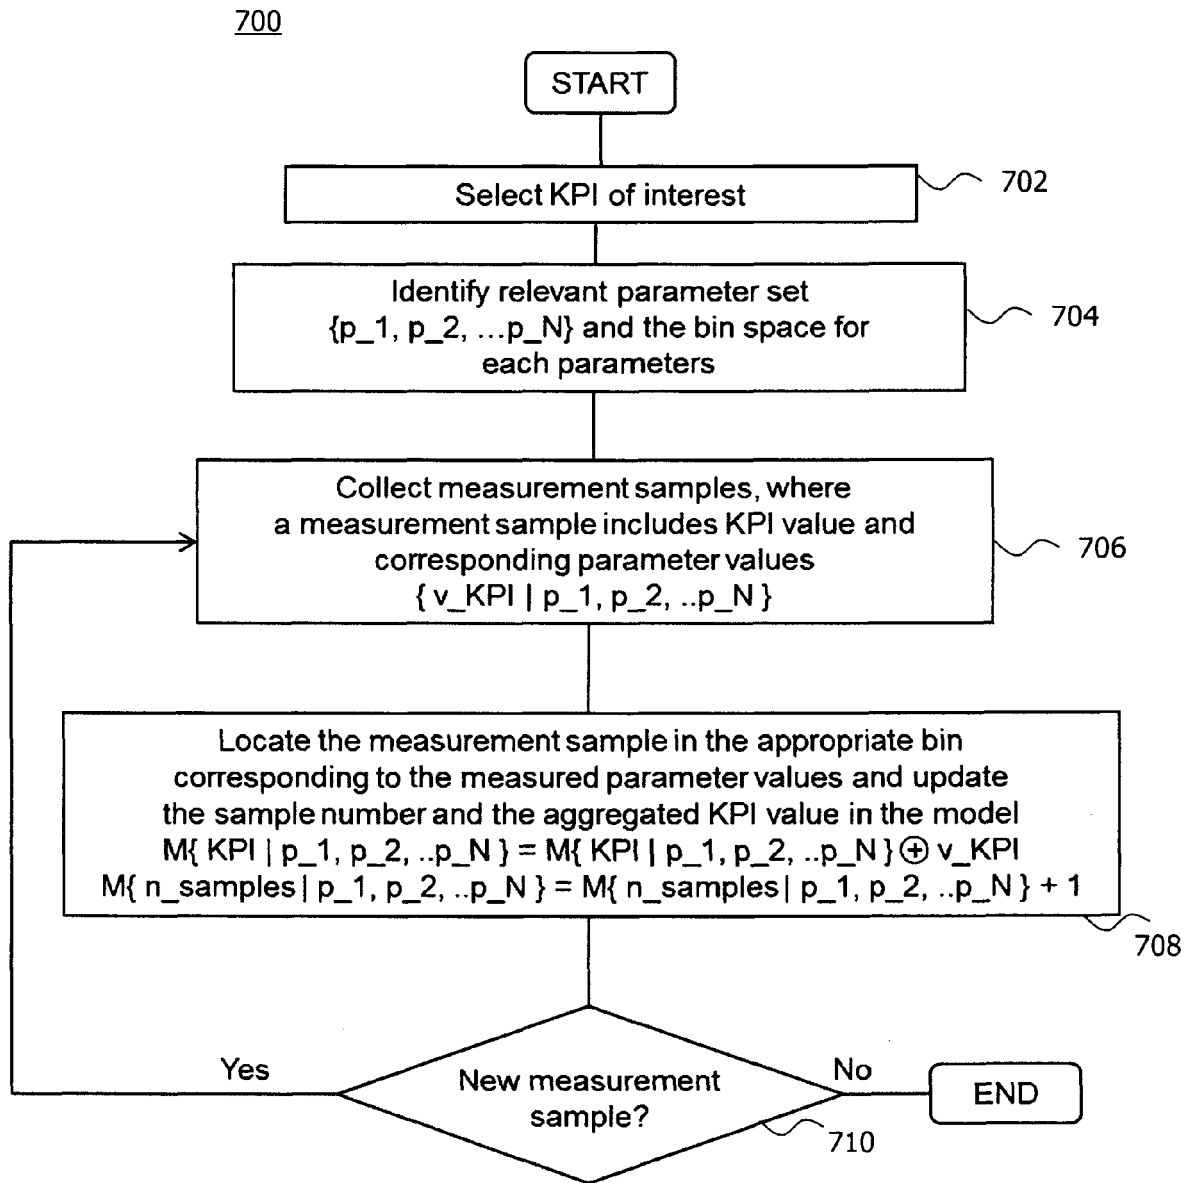 700
START
Select KPI of interest
702
Identify relevant parameter set
{p_1, p_2, ...p_N} and the bin space for
each parameters
704
Collect measurement samples, where
a measurement sample includes KPI value and
corresponding parameter values
{ v_KPI | p_1, p_2, ..p_N }
706
Locate the measurement sample in the appropriate bin
corresponding to the measured parameter values and update
the sample number and the aggregated KPI value in the model
M{ KPI | p_1, p_2, ..p_N } = M{ KPI | p_1, p_2, ..p_N } ⊕ v_KPI
M{ n_samples | p_1, p_2, ..p_N } = M{ n_samples | p_1, p_2, ..p_N } + 1
708
Yes
New measurement
sample?
No
END
710